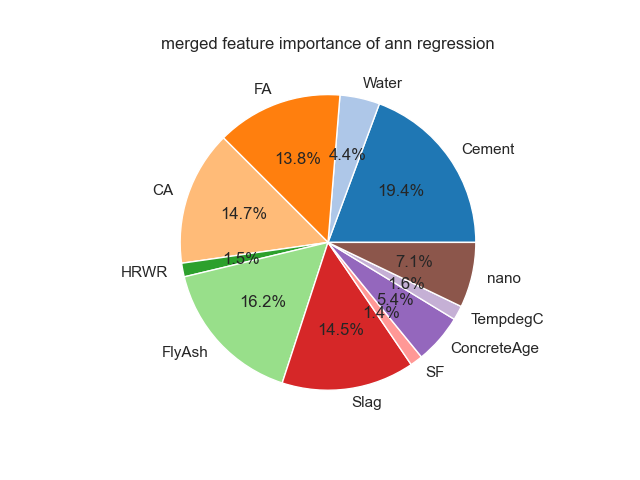 merged feature importance of ann regression
Water
FA
Cement
13.8%
4.4%
19.4%
CA
14.7%
1.5%
HRWR
7.1%
nano
1.6%
16.2%
5.4%
1.4%
TempdegC
14.5%
FlyAsh
ConcreteAge
SF
Slag